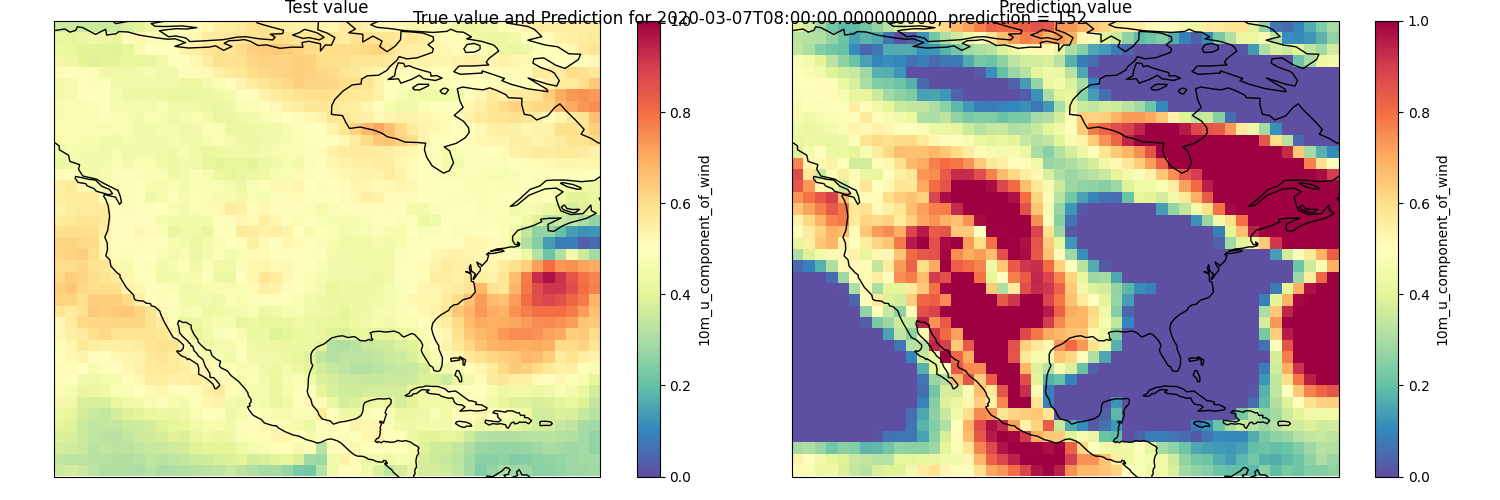 Test value
Prediction value
True value and Prediction for 2020-03-07T08:00:00.000000000, prediction = 152
1.0
0.8
0.6
0.4
0.2
0.0
10m_u_component_of_wind
1.0
0.8
0.6
0.4
0.2
0.0
10m_u_component_of_wind